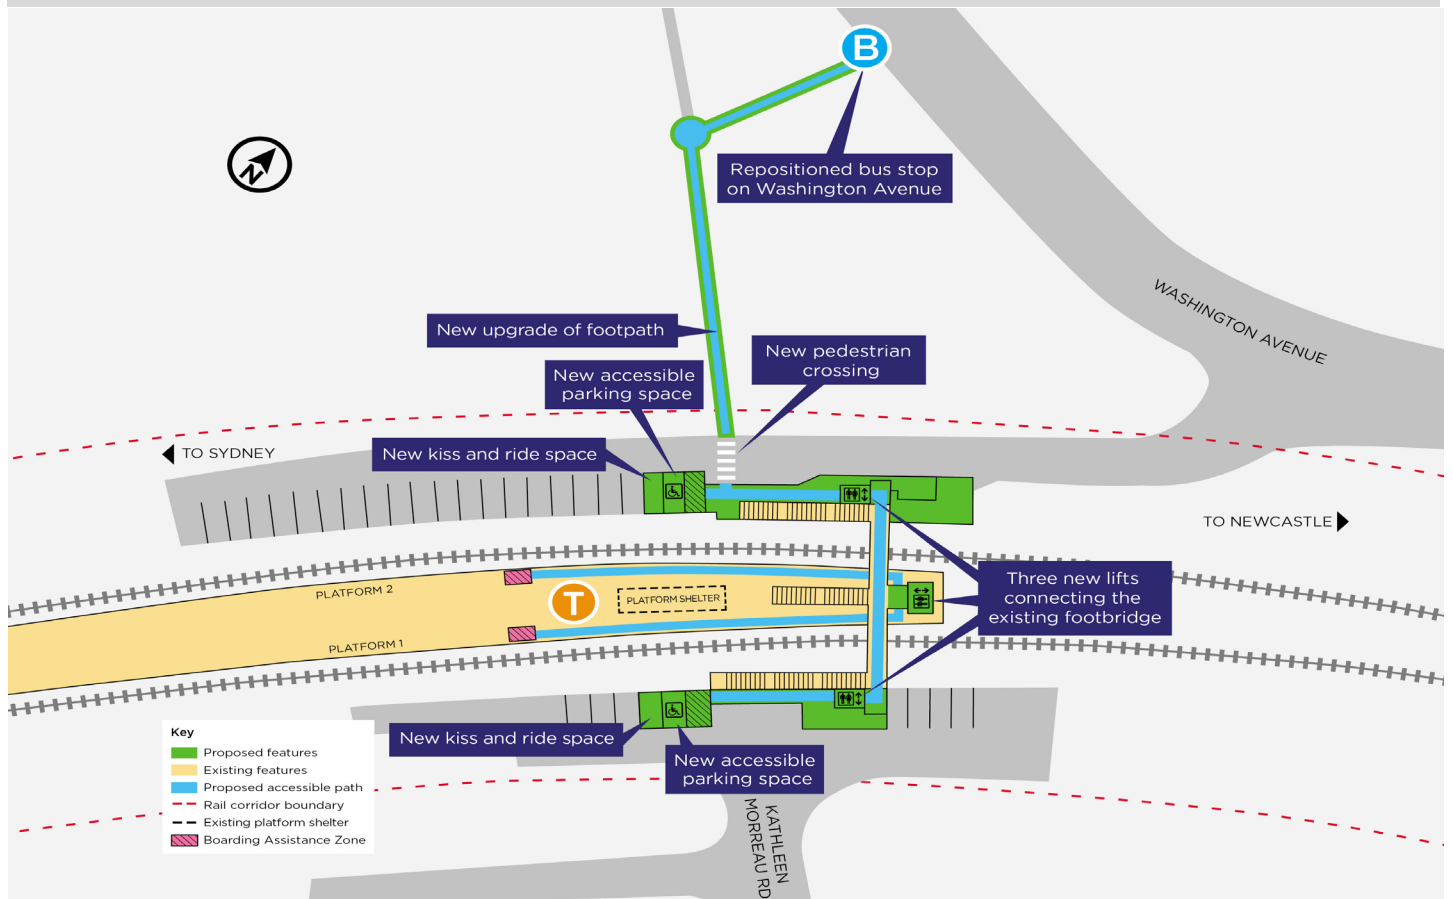 B
Repositioned bus stop
on Washington Avenue
N
WASHINGTON AVENUE
New upgrade of footpath
New pedestrian
crossing
New accessible
parking space
TO SYDNEY
New kiss and ride space
TO NEWCASTLE
Three new lifts
connecting the
existing footbridge
PLATFORM 2
T
PLATFORM SHELTER
PLATFORM 1
New kiss and ride space
New accessible
parking space
KATHLEEN
MORREAU RD
Key
Proposed features
Existing features
Proposed accessible path
Rail corridor boundary
Existing platform shelter
Boarding Assistance Zone